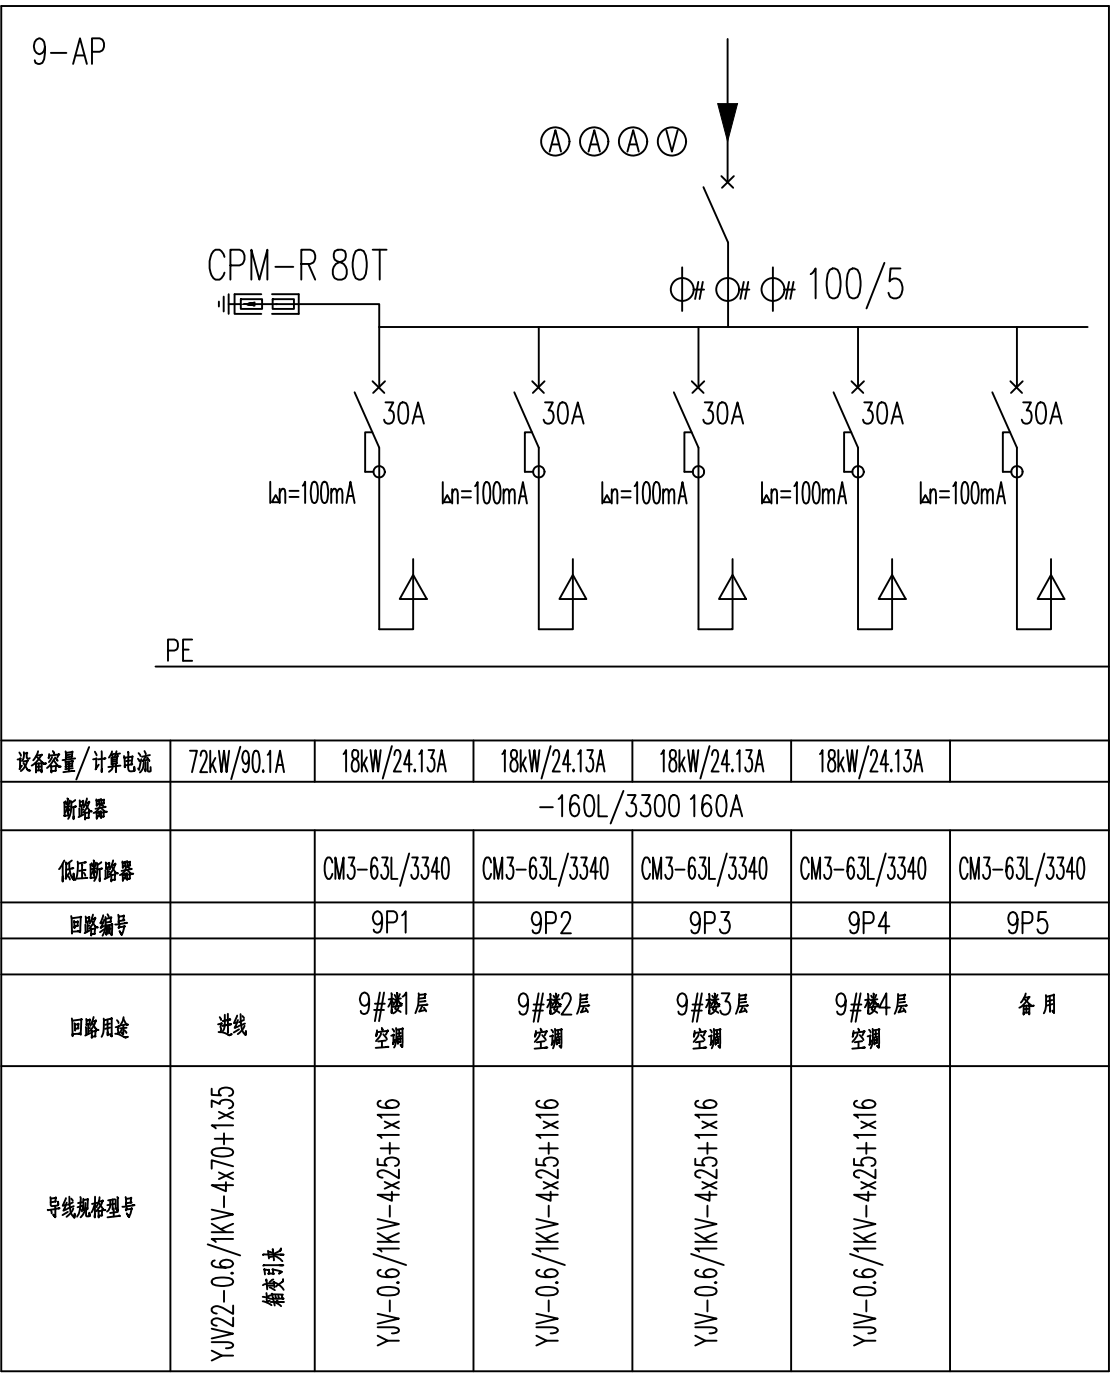 9-AP
A A A V
CPM-R 80T
# # # 100/5
30A 30A 30A 30A 30A
I△n=100mA I△n=100mA I△n=100mA I△n=100mA I△n=100mA
PE
设备容量/计算电流 72kW/90.1A 18kW/24.13A 18kW/24.13A 18kW/24.13A 18kW/24.13A
断路器 -160L/3300 160A
低压断路器 CM3-63L/3340 CM3-63L/3340 CM3-63L/3340 CM3-63L/3340 CM3-63L/3340
回路编号 9P1 9P2 9P3 9P4 9P5
回路用途 进线
9#楼1层
空调
9#楼2层
空调
9#楼3层
空调
9#楼4层
空调
备用
导线规格型号
YJV22-0.6/1KV-4x70+1x35
箱变引来
YJV-0.6/1KV-4x25+1x16
YJV-0.6/1KV-4x25+1x16
YJV-0.6/1KV-4x25+1x16
YJV-0.6/1KV-4x25+1x16